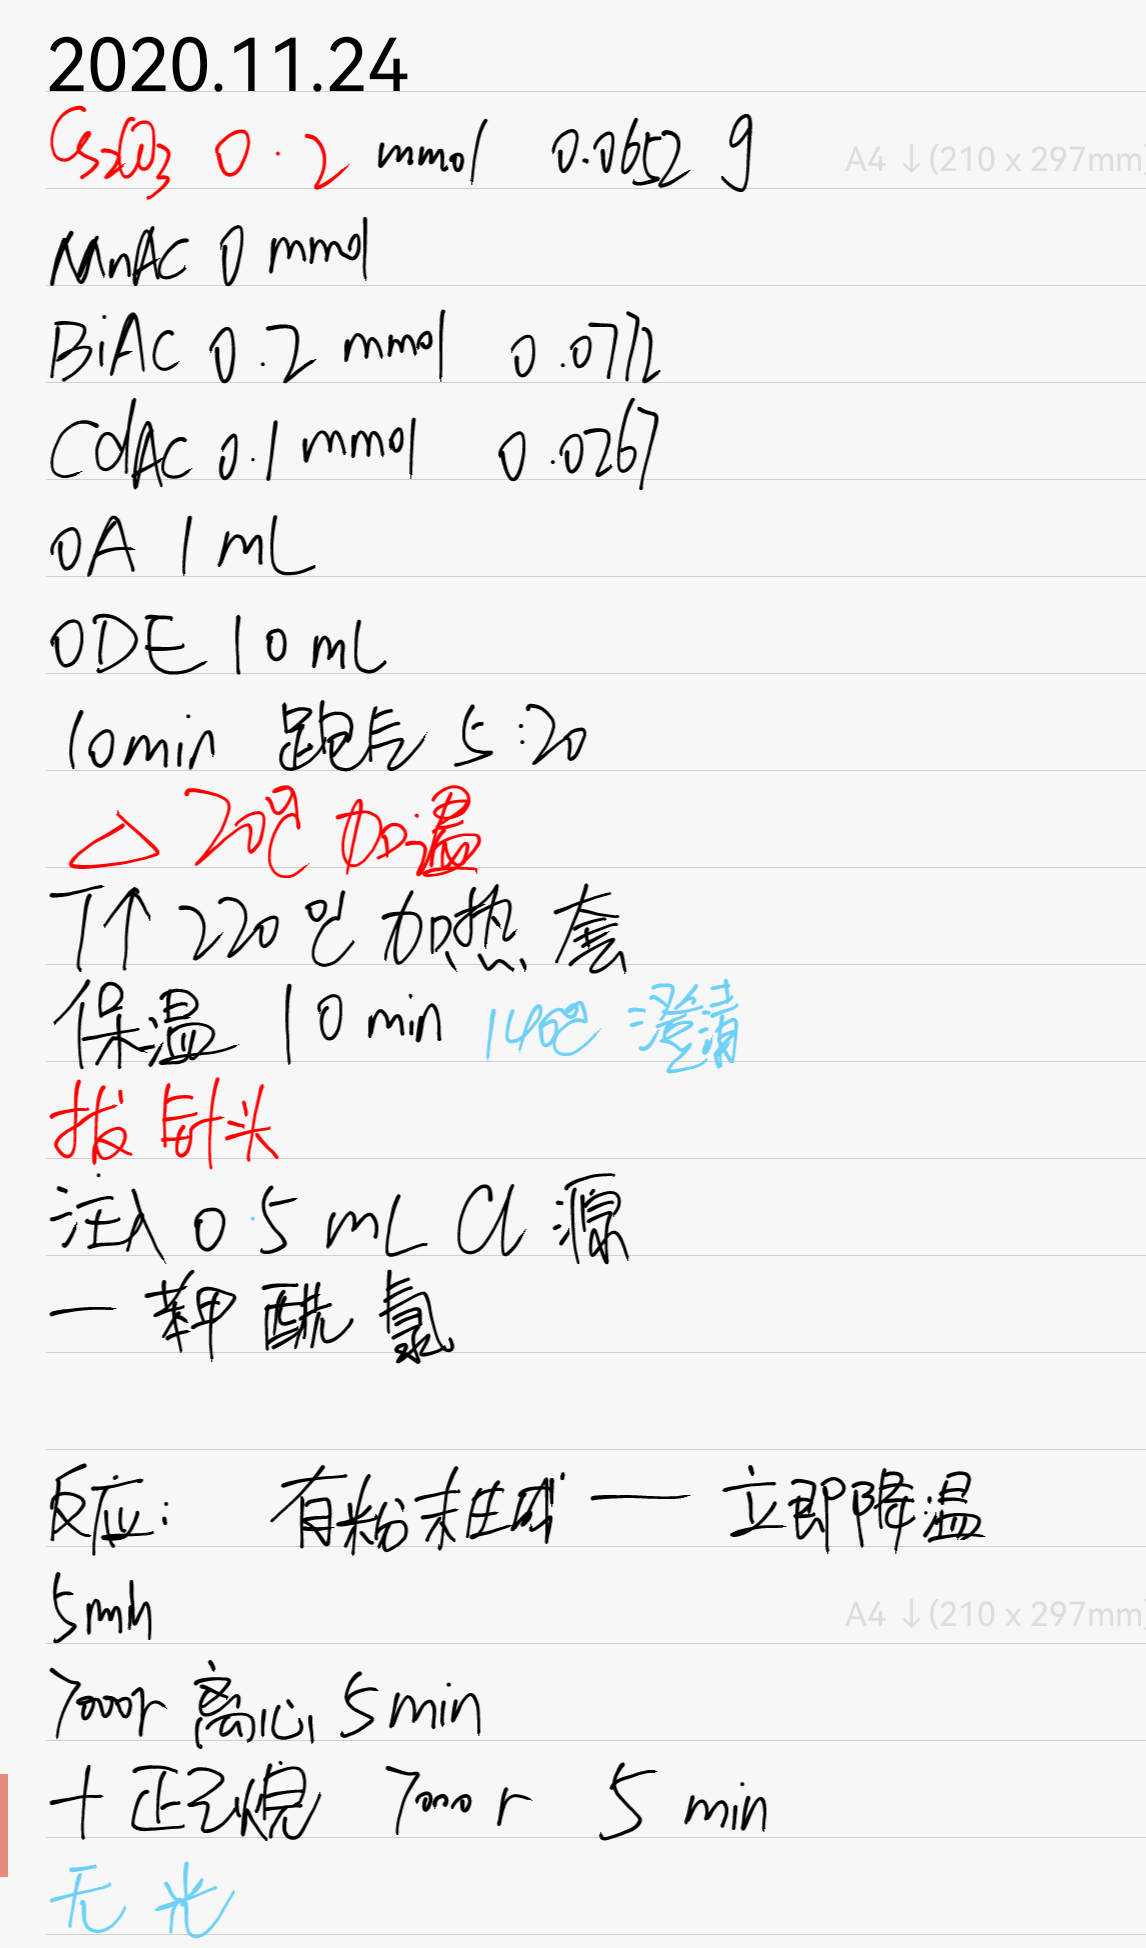 2020.11.24
Cs2CO3 0.2 mmol 0.0652 g
A4 ↓(210 x 297mm)
MnAC 0 mmol
BiAc 0.2 mmol 0.0772
CdAc 0.1 mmol 0.0267
OA 1 mL
ODE 10 mL
10min 跑气 5:20
△ 20℃ 加温
T↑ 220℃ 加热套
保温 10 min 140℃ 澄清
拔针头
注入 0.5 mL Cl 源
— 苯甲酰氯
反应: 有粉末生成 — 立即降温
5min
A4 ↓(210 x 297mm)
7000r 离心 5 min
+ 正己烷 7000 r 5 min
无光